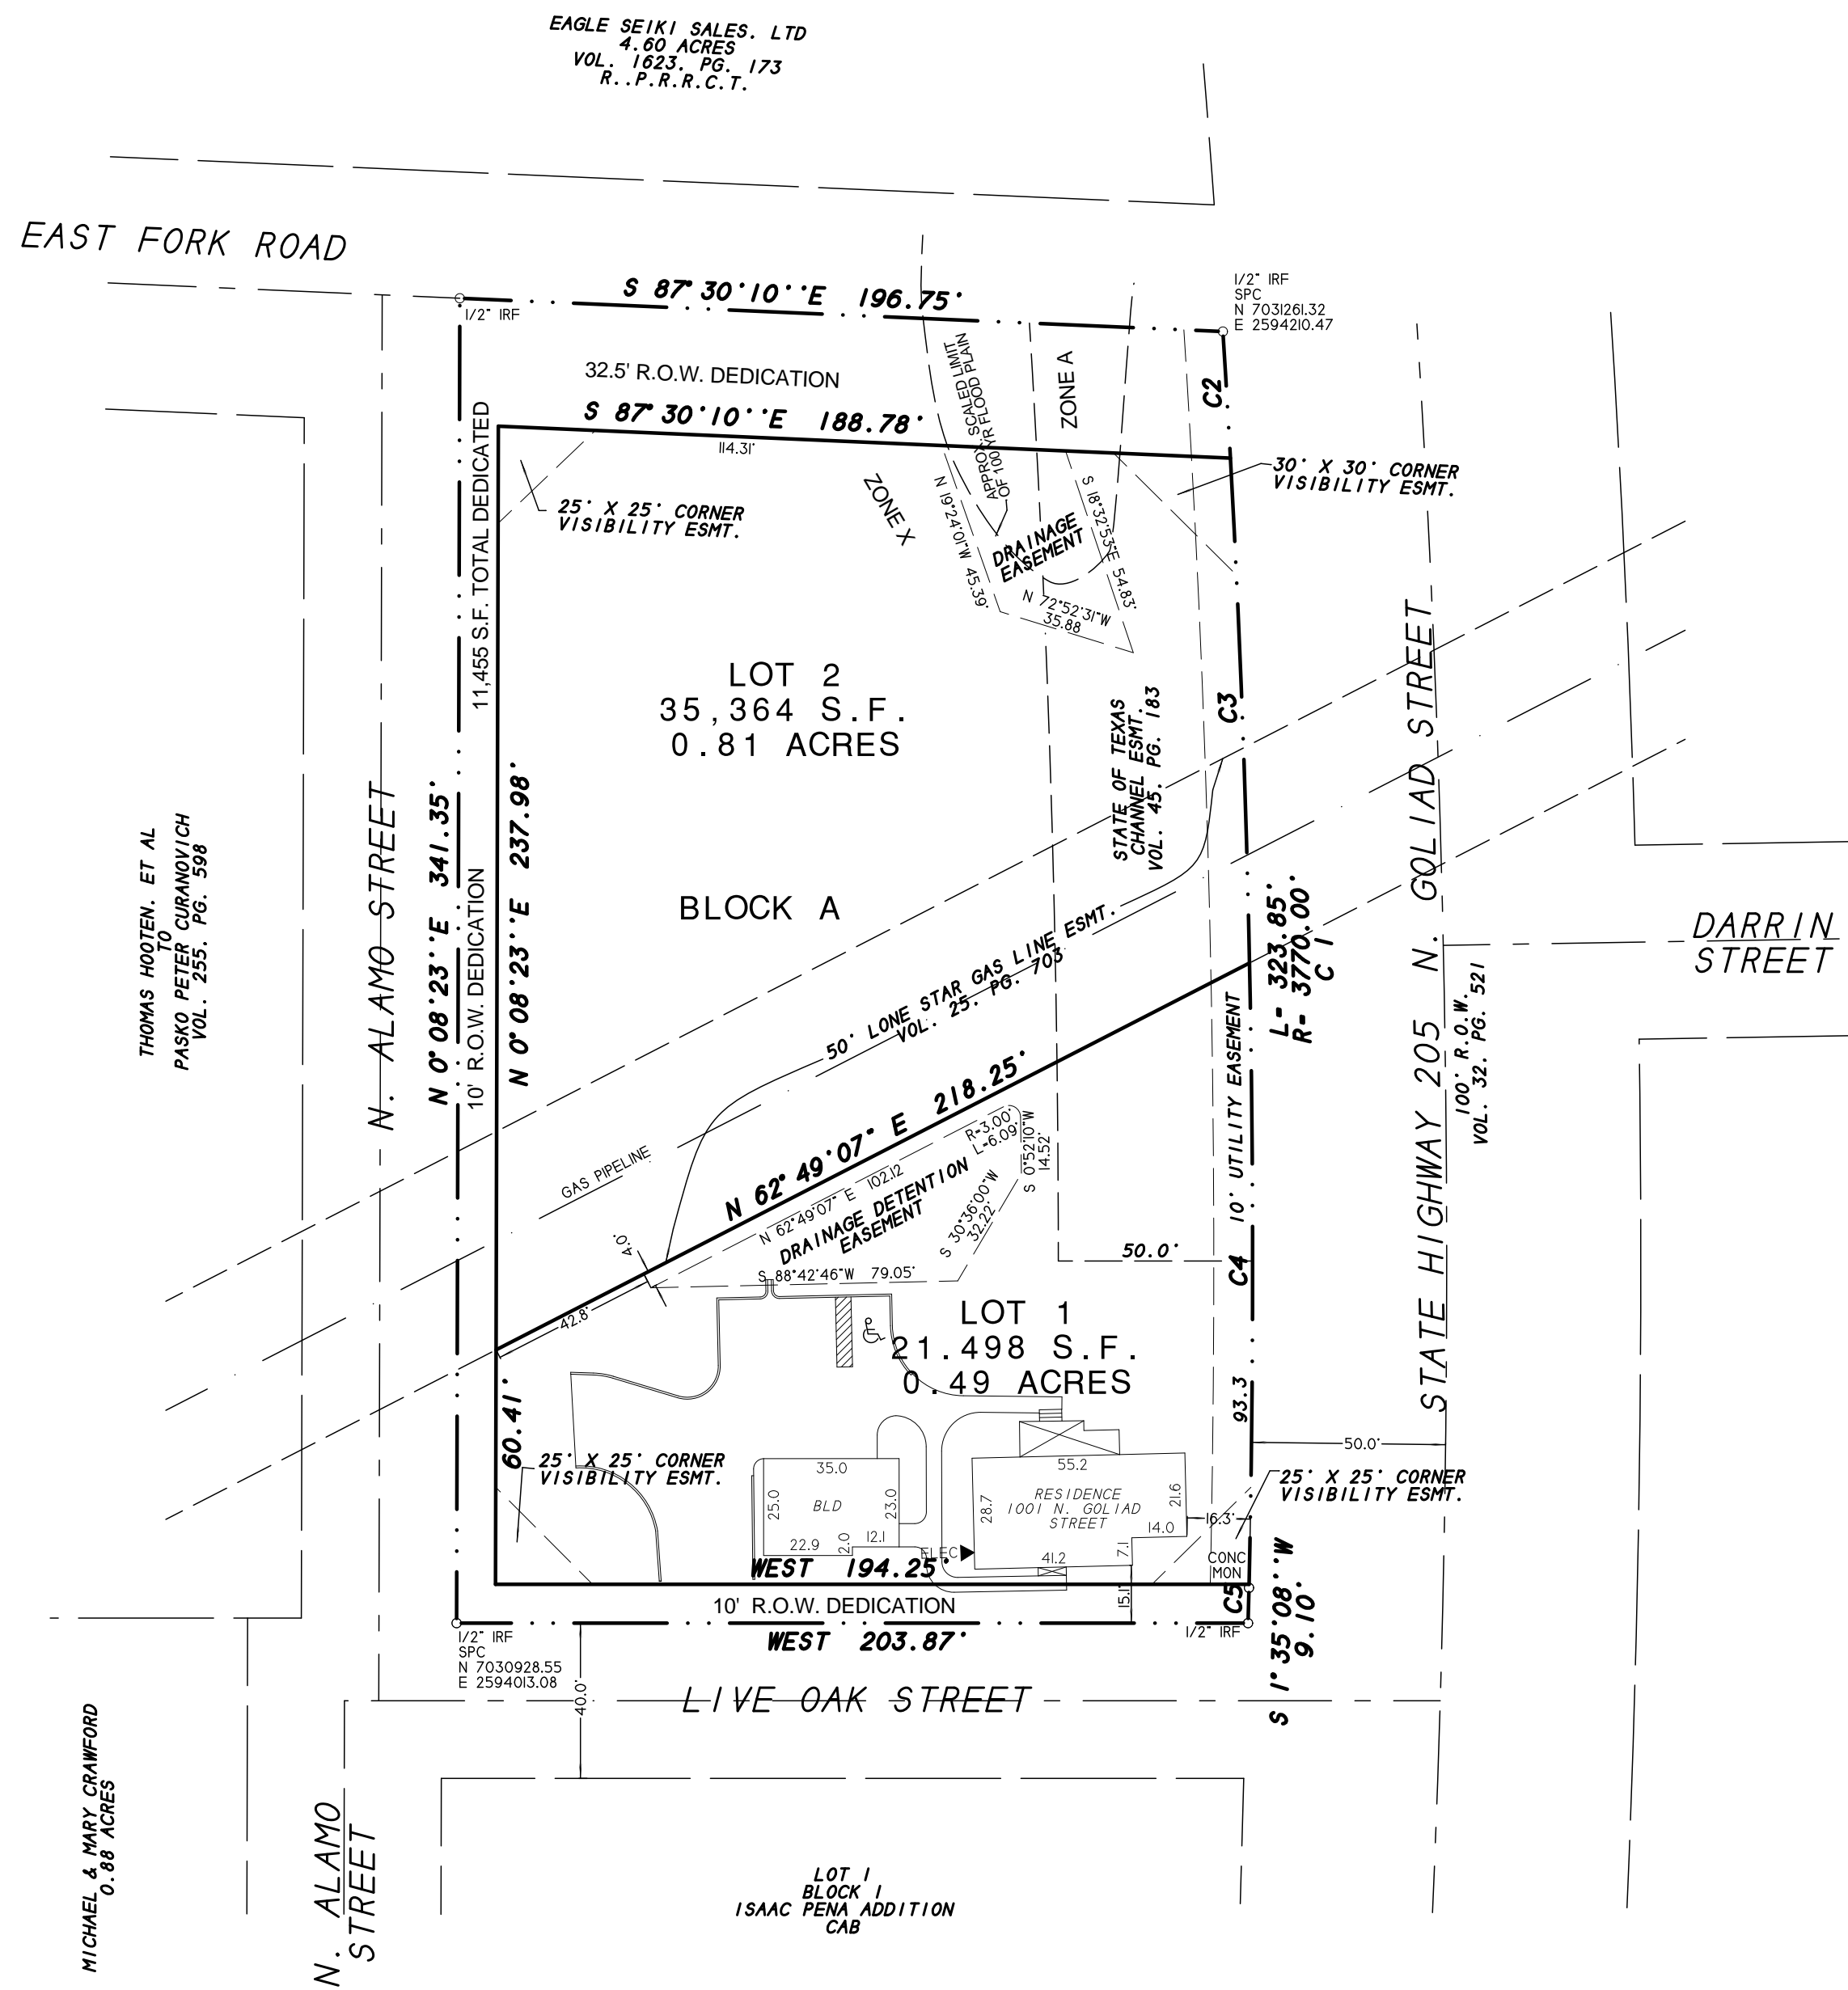 EAGLE SEIKI SALES. LTD
4.60 ACRES
VOL. 1623. PG. 173
R..P.R.R.C.T.
EAST FORK ROAD
S 87°30'10''E 196.75'
1/2" IRF
1/2" IRF
SPC
N 7031261.32
E 2594210.47
32.5' R.O.W. DEDICATION
S 87°30'10''E 188.78'
114.31'
C2
APPROX. SCALED LIMIT
OF 100 YR FLOOD PLAIN
ZONE A
ZONE X
30' X 30' CORNER
VISIBILITY ESMT.
25' X 25' CORNER
VISIBILITY ESMT.
11,455 S.F. TOTAL DEDICATED
N 19°24'01"W 45.39'
DRAINAGE
EASEMENT
S 18°32'53"E 54.83'
N 72°52'31"W
35.88
LOT 2
35,364 S.F.
0.81 ACRES
STATE OF TEXAS
CHANNEL ESMT.
VOL. 45. PG. 183
C3
N. ALAMO STREET
N 0°08'23''E 341.35'
10' R.O.W. DEDICATION
N 0°08'23''E 237.98'
BLOCK A
THOMAS HOOTEN. ET AL
TO
PASKO PETER CURANOVICH
VOL. 255. PG. 598
50' LONE STAR GAS LINE ESMT.
VOL. 25. PG. 703
L= 323.85'
R= 3770.00'
C 1
STATE HIGHWAY 205 N. GOLIAD STREET
100' R.O.W.
VOL. 32. PG. 521
DARRIN
STREET
GAS PIPELINE
N 62°49'07" E 218.25'
R=3.00'
L=6.09'
S 0°52'10"W
14.52'
N 62°49'07" E 102.12
DRAINAGE DETENTION
EASEMENT
S 30°36'00"W
32.22'
S 88°42'46"W 79.05'
4.0'
42.8'
10' UTILITY EASEMENT
50.0'
C4
LOT 1
21.498 S.F.
0.49 ACRES
93.3
60.41'
50.0'
25' X 25' CORNER
VISIBILITY ESMT.
25' X 25' CORNER
VISIBILITY ESMT.
35.0
25.0
BLD
23.0
22.9
2.0
12.1
55.2
28.7
RESIDENCE
1001 N. GOLIAD
STREET
21.6
14.0
7.1
41.2
16.3'
ELEC
CONC
MON
WEST 194.25'
15.1'
C5
10' R.O.W. DEDICATION
WEST 203.87'
S 1°35'08''W
9.10'
1/2" IRF
SPC
N 7030928.55
E 2594013.08
1/2" IRF
40.0'
LIVE OAK STREET
MICHAEL & MARY CRAWFORD
0.88 ACRES
N. ALAMO
STREET
LOT 1
BLOCK 1
ISAAC PENA ADDITION
CAB